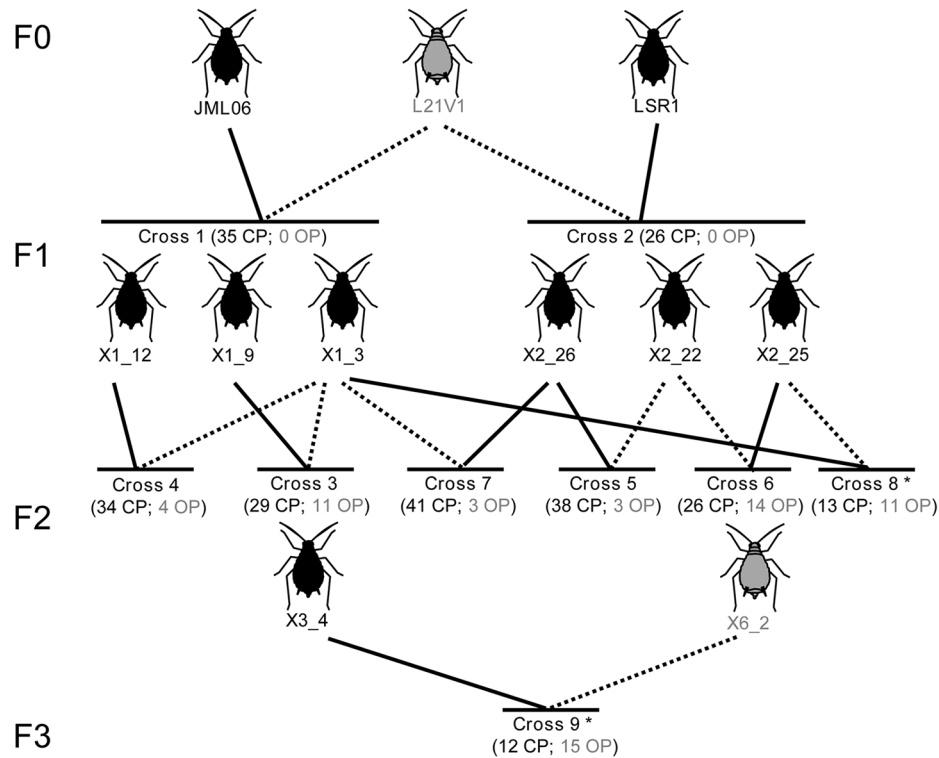 F0
JML06
L21V1
LSR1
Cross 1 (35 CP; 0 OP)
Cross 2 (26 CP; 0 OP)
F1
X1_12
X1_9
X1_3
X2_26
X2_22
X2_25
Cross 4
(34 CP; 4 OP)
Cross 3
(29 CP; 11 OP)
Cross 7
(41 CP; 3 OP)
Cross 5
(38 CP; 3 OP)
Cross 6
(26 CP; 14 OP)
Cross 8 *
(13 CP; 11 OP)
F2
X3_4
X6_2
F3
Cross 9 *
(12 CP; 15 OP)